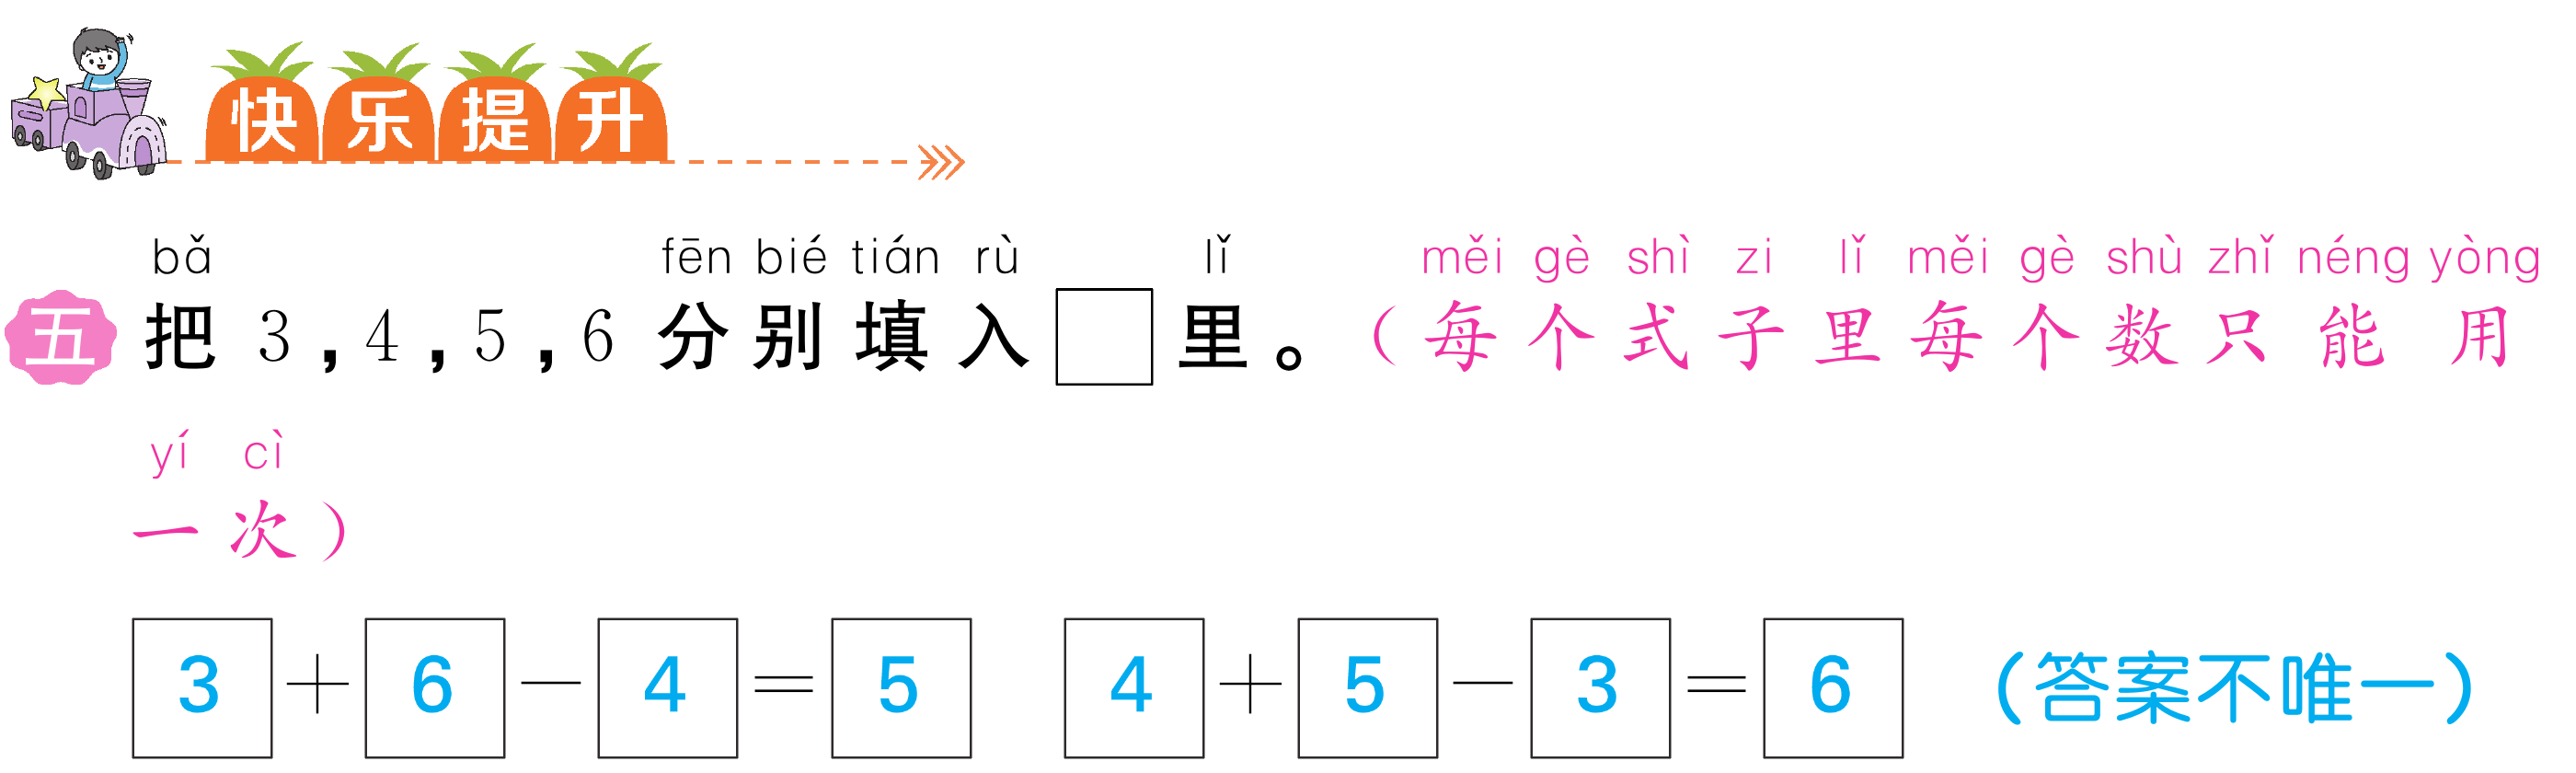 快乐提升
bǎ fēn bié tián rù lǐ měi gè shì zi lǐ měi gè shù zhǐ néng yòng
五 把 3,4,5,6 分别填入□里。(每个式子里每个数只能用
yí cì
一次)
3+6-4=5 4+5-3=6 (答案不唯一)